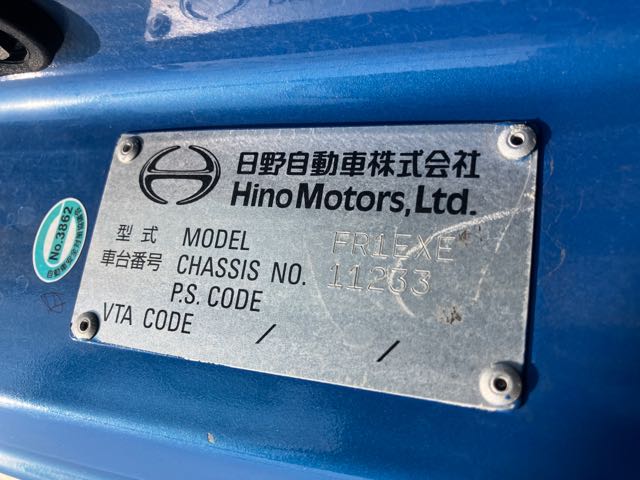 日野自動車株式会社
Hino Motors, Ltd.
型式 MODEL FR1EXE
車台番号 CHASSIS NO. 11233
P.S. CODE
VTA CODE / /
No.3862